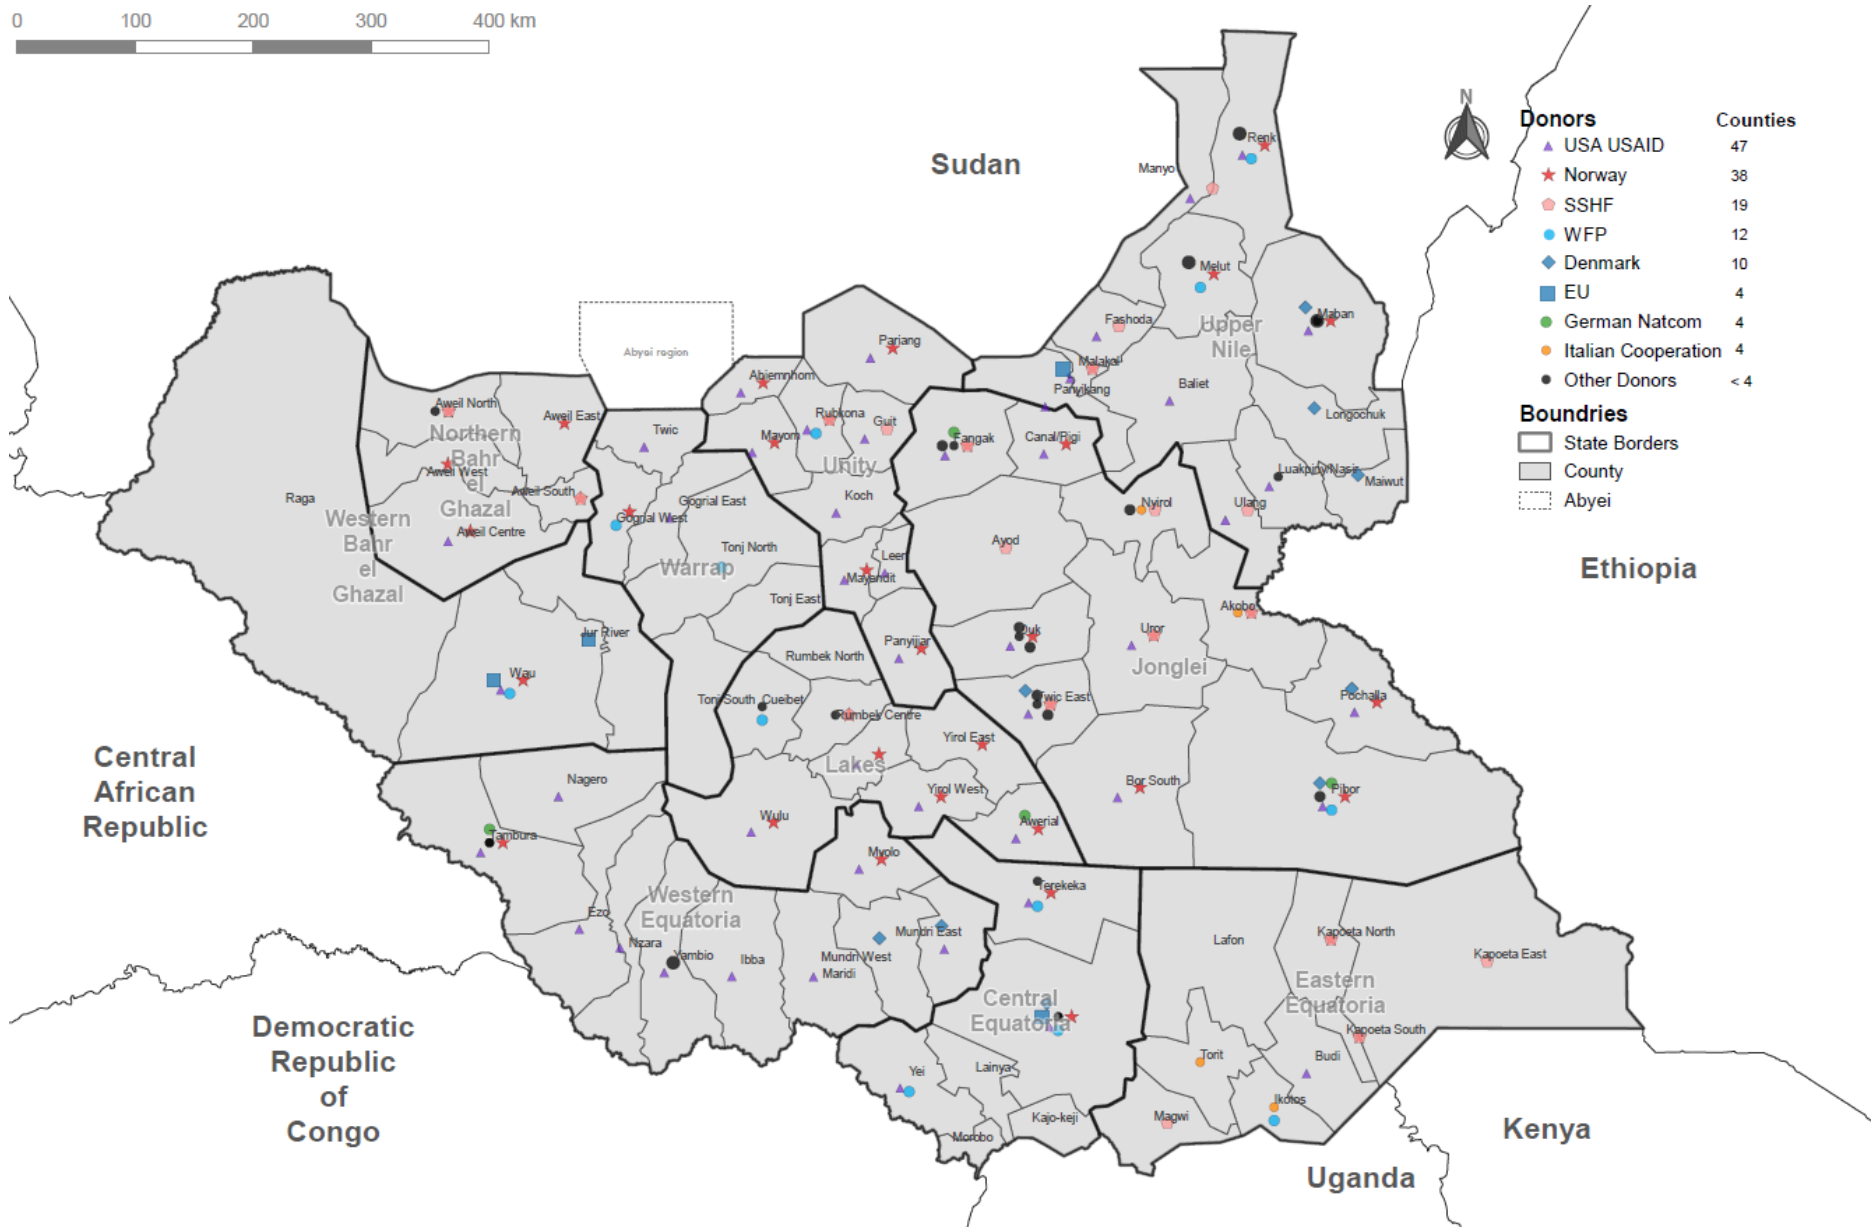 0 100 200 300 400 km
N
Donors Counties
USA USAID 47
Norway 38
SSHF 19
WFP 12
Denmark 10
EU 4
German Natcom 4
Italian Cooperation 4
Other Donors < 4
Boundries
State Borders
County
Abyei
Sudan
Ethiopia
Kenya
Uganda
Central
African
Republic
Democratic
Republic
of
Congo
Renk
Manyo
Melut
Maban
Fashoda
Upper
Nile
Malakal
Panyikang
Baliet
Longochuk
Luakpiny/Nasir
Maiwut
Ulang
Abyei region
Pariang
Abiemnhom
Rubkona
Guit
Mayom
Unity
Koch
Leer
Mayendit
Panyijiar
Aweil North
Aweil East
Northern
Bahr
el
Ghazal
Aweil West
Aweil South
Aweil Centre
Raga
Western
Bahr
el
Ghazal
Jur River
Wau
Twic
Gogrial East
Gogrial West
Tonj North
Warrap
Tonj East
Tonj South
Fangak
Canal/Pigi
Nyirol
Ayod
Akobo
Duk
Uror
Jonglei
Twic East
Pochalla
Bor South
Pibor
Rumbek North
Cueibet
Rumbek Centre
Yirol East
Lakes
Yirol West
Wulu
Awerial
Nagero
Tambura
Western
Equatoria
Ezo
Nzara
Yambio
Ibba
Maridi
Mundri West
Mundri East
Mvolo
Terekeka
Central
Equatoria
Yei
Lainya
Morobo
Kajo-keji
Lafon
Kapoeta North
Kapoeta East
Eastern
Equatoria
Kapoeta South
Torit
Budi
Ikotos
Magwi